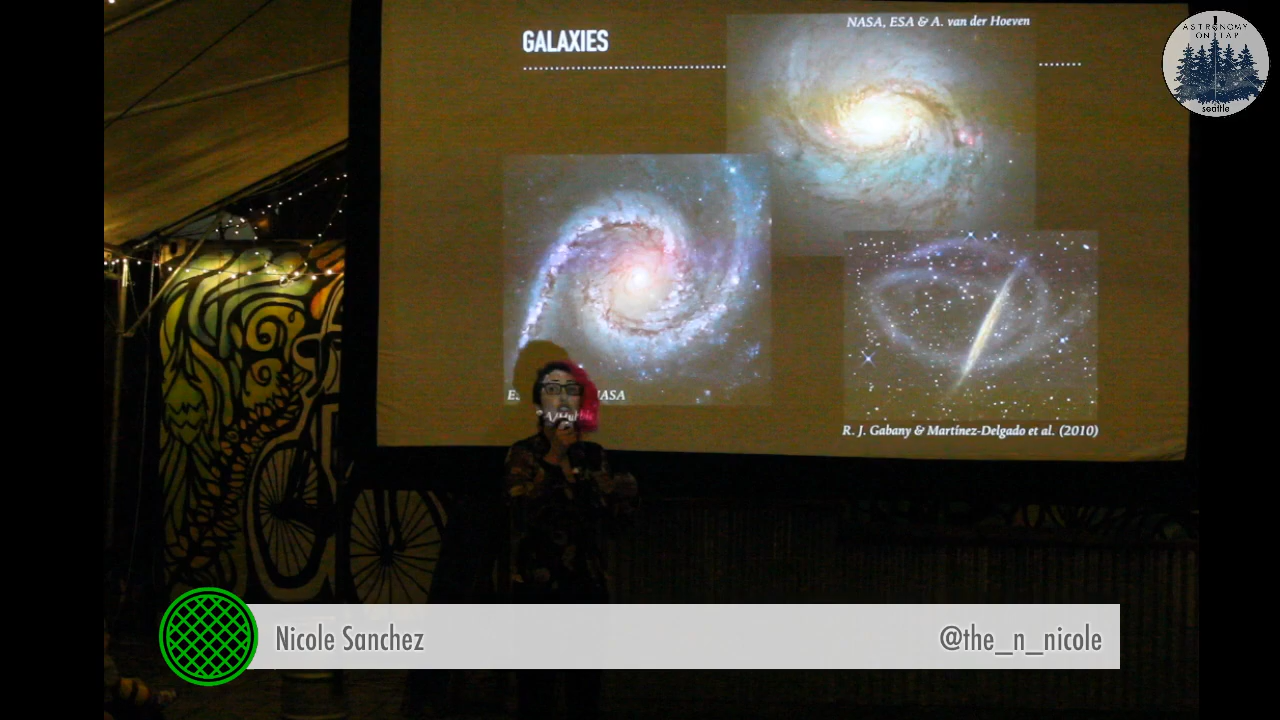 NASA, ESA & A. van der Hoeven
GALAXIES
ASTRONOMY
ON TAP
seattle
R. J. Gabany & Martínez-Delgado et al. (2010)
Nicole Sanchez
@the_n_nicole